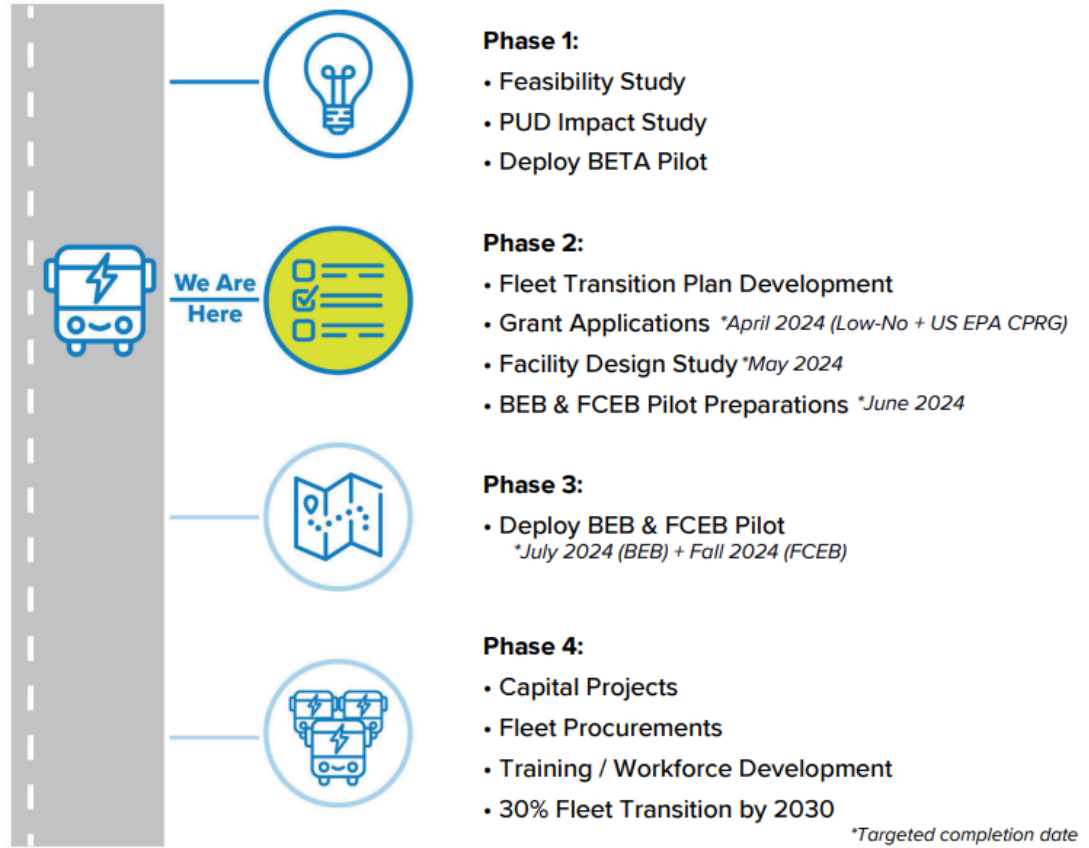 Phase 1:
• Feasibility Study
• PUD Impact Study
• Deploy BETA Pilot
We Are
Here
Phase 2:
• Fleet Transition Plan Development
• Grant Applications *April 2024 (Low-No + US EPA CPRG)
• Facility Design Study *May 2024
• BEB & FCEB Pilot Preparations *June 2024
Phase 3:
• Deploy BEB & FCEB Pilot
*July 2024 (BEB) + Fall 2024 (FCEB)
Phase 4:
• Capital Projects
• Fleet Procurements
• Training / Workforce Development
• 30% Fleet Transition by 2030
*Targeted completion date